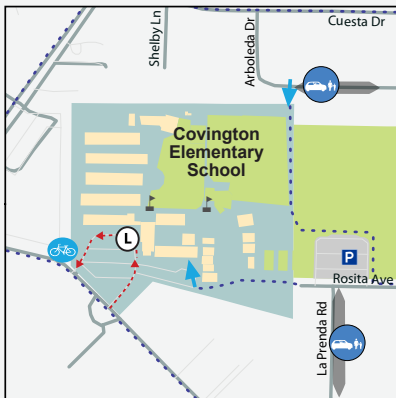 Cuesta Dr
Shelby Ln
Arboleda Dr
Covington
Elementary
School
L
P
Rosita Ave
La Prenda Rd